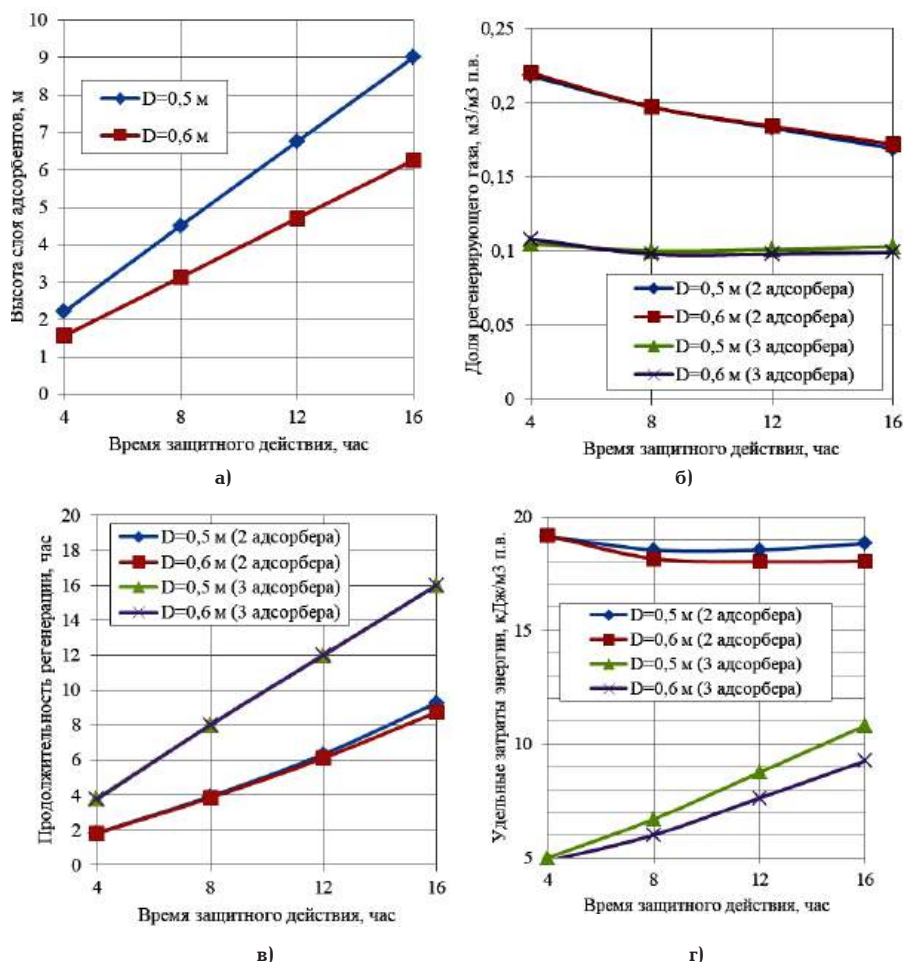 10
9
8
7
6
5
4
3
2
1
0
Высота слоя адсорбентов, м
D=0,5 м
D=0,6 м
4 8 12 16
Время защитного действия, час
а)
0,25
0,2
0,15
0,1
0,05
0
Доля регенерирующего газа, м3/м3 п.в.
D=0,5 м (2 адсорбера)
D=0,6 м (2 адсорбера)
D=0,5 м (3 адсорбера)
D=0,6 м (3 адсорбера)
4 8 12 16
Время защитного действия, час
б)
20
18
16
14
12
10
8
6
4
2
0
Продолжительность регенерации, час
D=0,5 м (2 адсорбера)
D=0,6 м (2 адсорбера)
D=0,5 м (3 адсорбера)
D=0,6 м (3 адсорбера)
4 8 12 16
Время защитного действия, час
в)
20
15
10
5
Удельные затраты энергии, кДж/м3 п.в.
D=0,5 м (2 адсорбера)
D=0,6 м (2 адсорбера)
D=0,5 м (3 адсорбера)
D=0,6 м (3 адсорбера)
4 8 12 16
Время защитного действия, час
г)